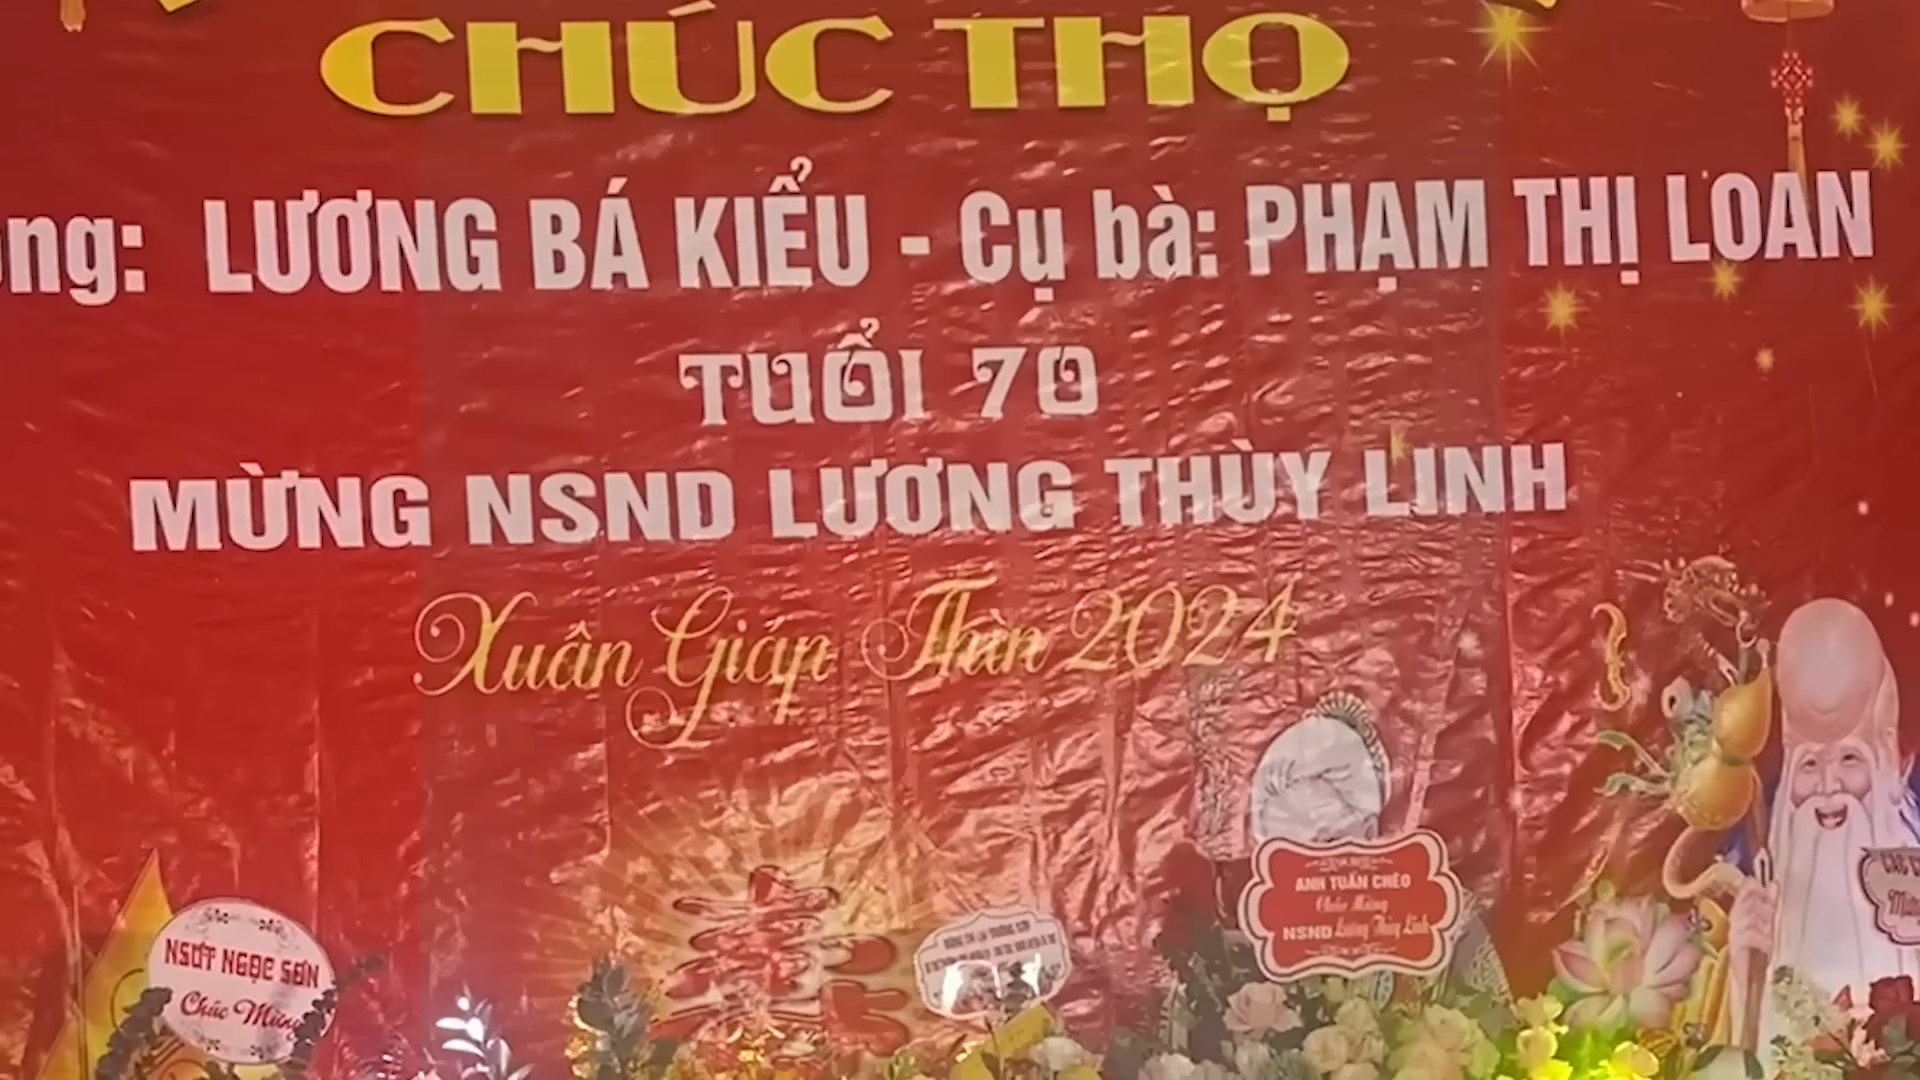 CHÚC THỌ
ông: LƯƠNG BÁ KIỂU - Cụ bà: PHẠM THỊ LOAN
TUỔI 70
MỪNG NSND LƯƠNG THÙY LINH
Xuân Giáp Thìn 2024
ANH TUẤN CHÈO
Chúc Mừng
NSND Lương Thùy Linh
NSƯT NGỌC SƠN
Chúc Mừng